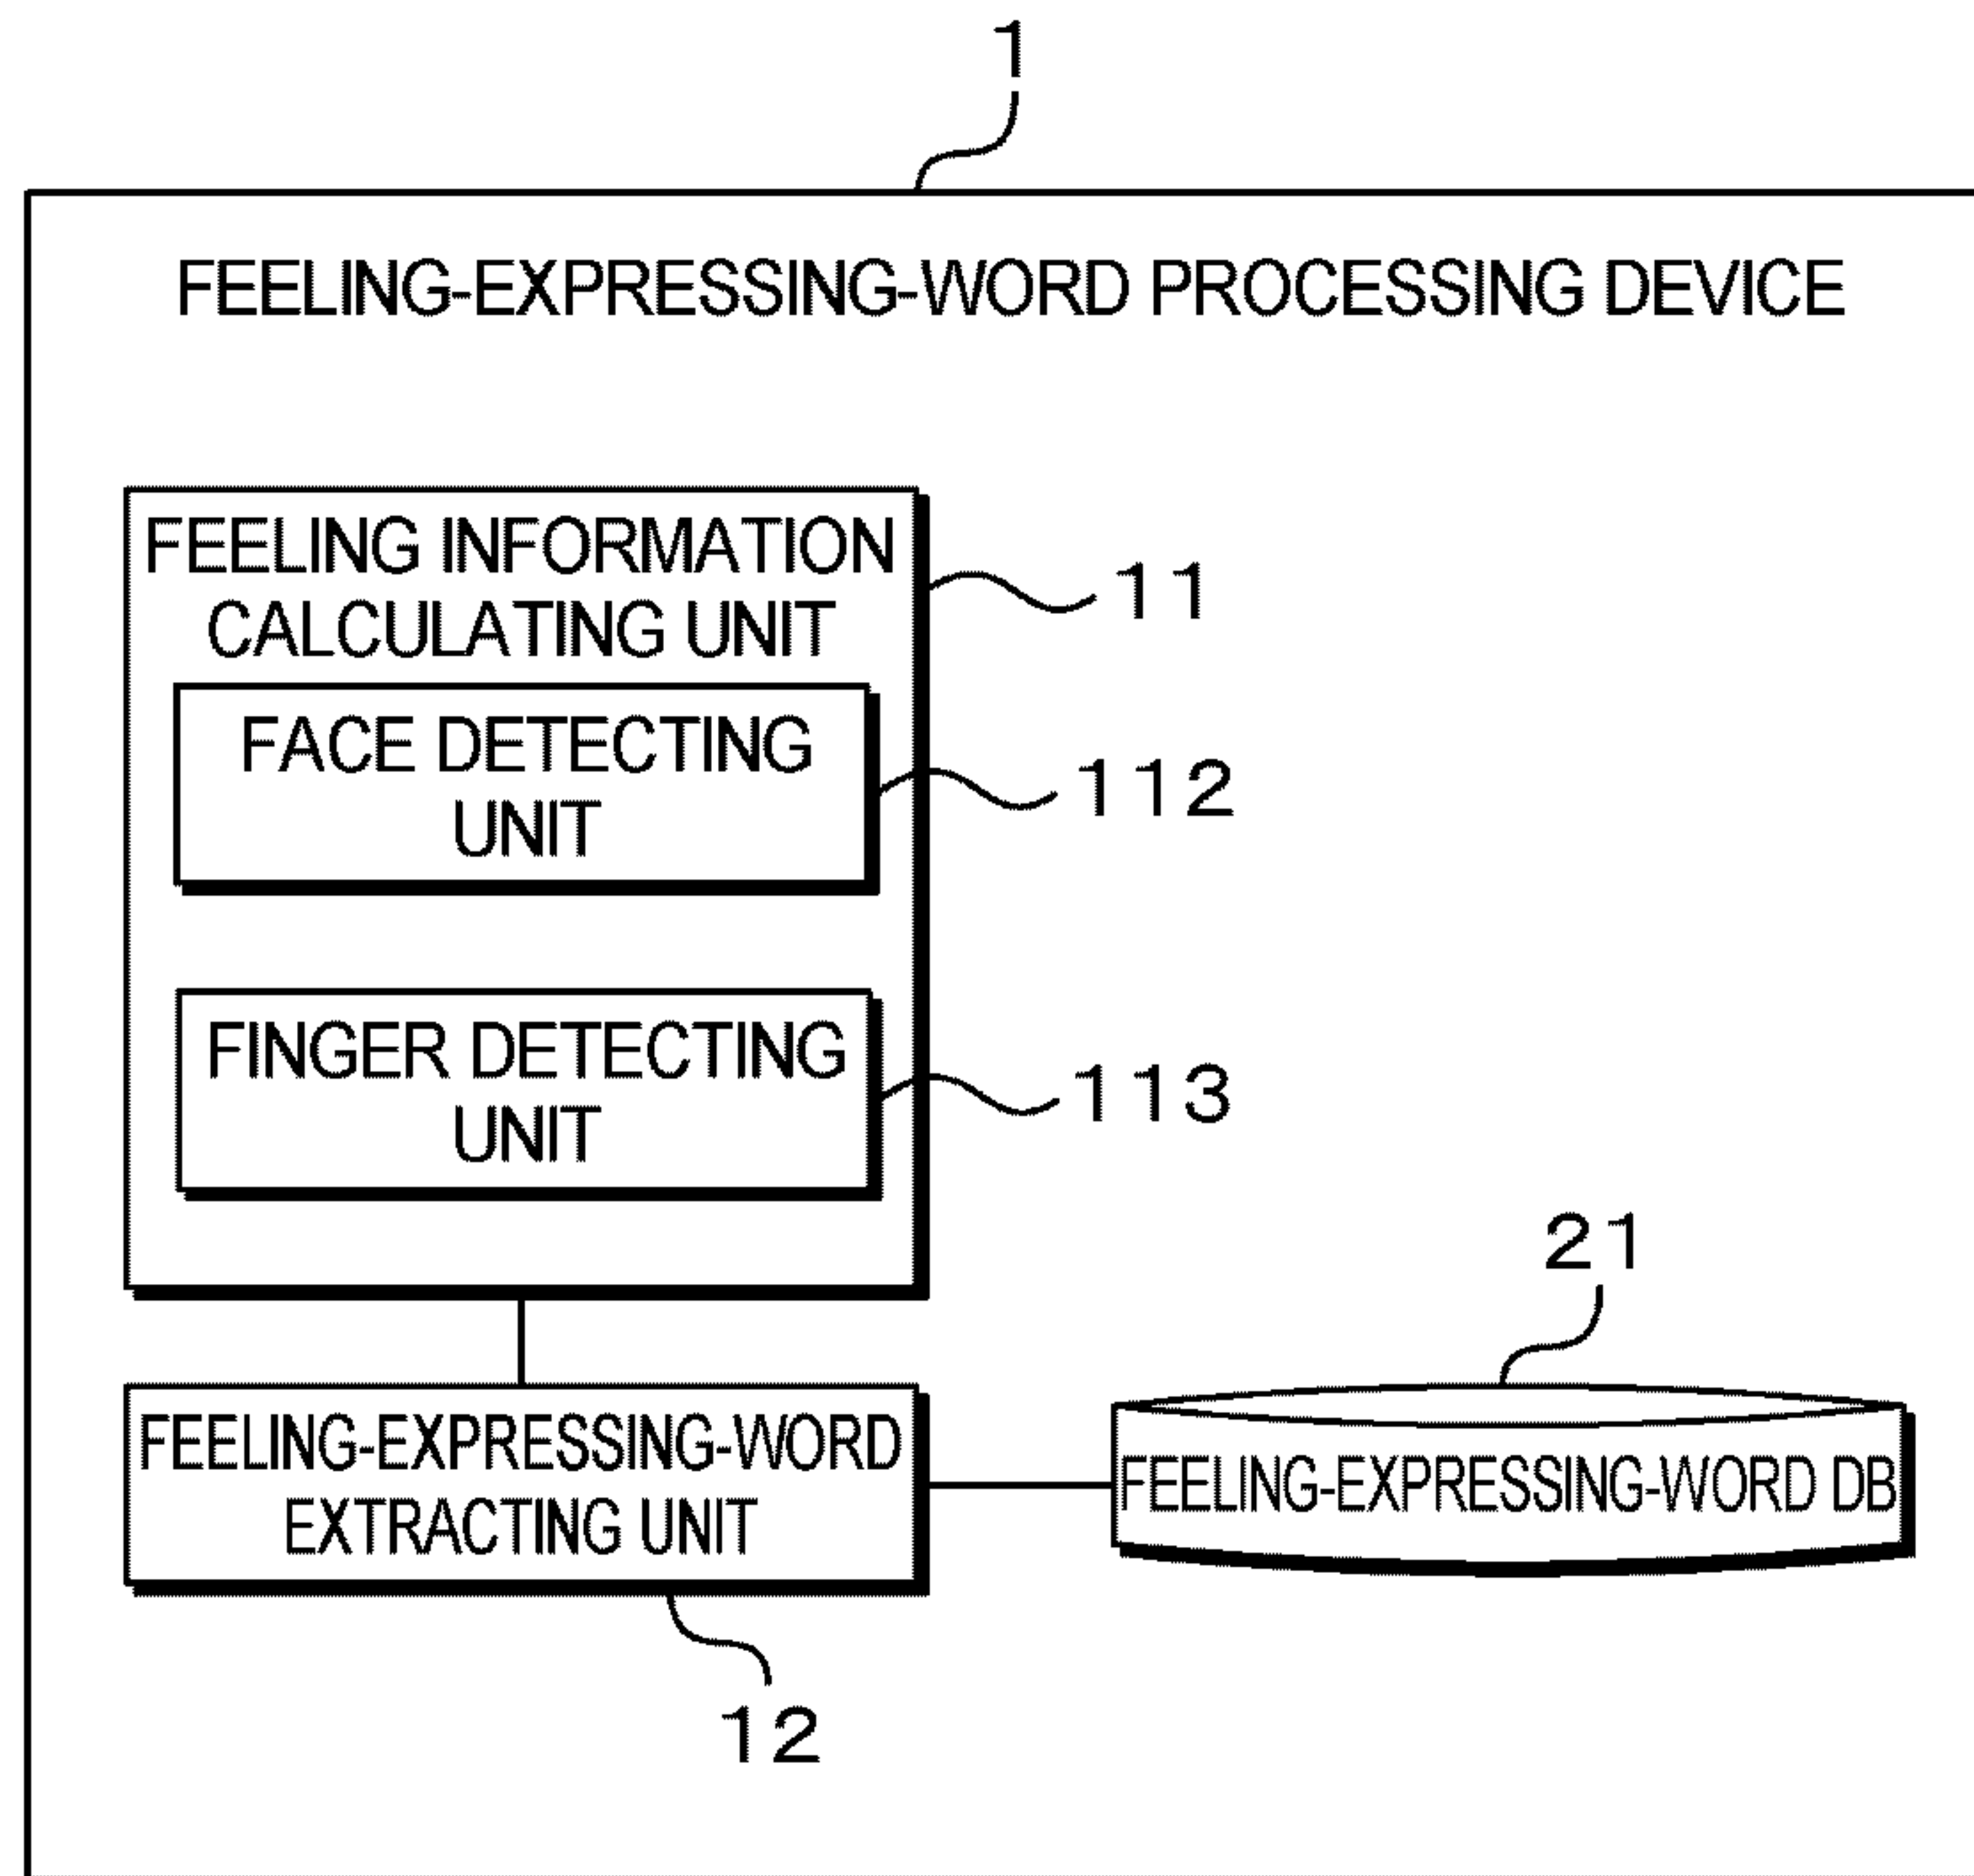 1
FEELING-EXPRESSING-WORD PROCESSING DEVICE
FEELING INFORMATION
CALCULATING UNIT
11
FACE DETECTING
UNIT
112
FINGER DETECTING
UNIT
113
21
FEELING-EXPRESSING-WORD
EXTRACTING UNIT
FEELING-EXPRESSING-WORD DB
12